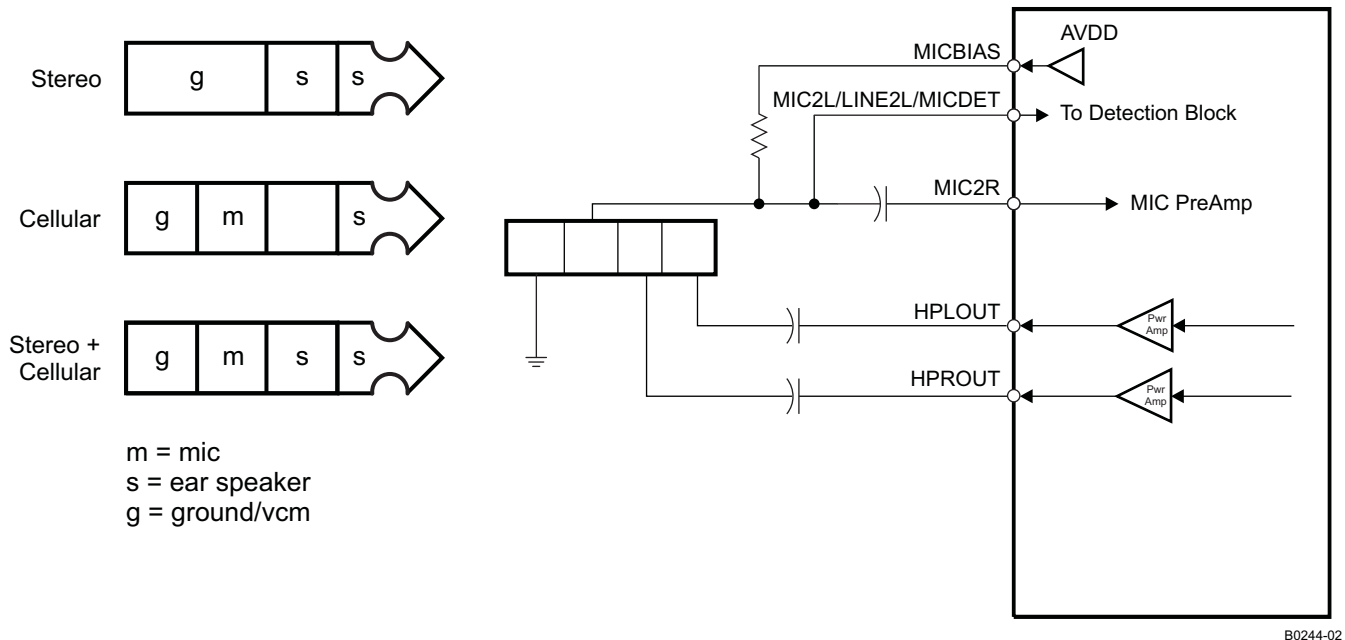 Stereo
g s s
Cellular
g m s
Stereo +
Cellular
g m s s
m = mic
s = ear speaker
g = ground/vcm
AVDD
MICBIAS
MIC2L/LINE2L/MICDET
To Detection Block
MIC2R
MIC PreAmp
HPLOUT
Pwr
Amp
HPROUT
Pwr
Amp
B0244-02